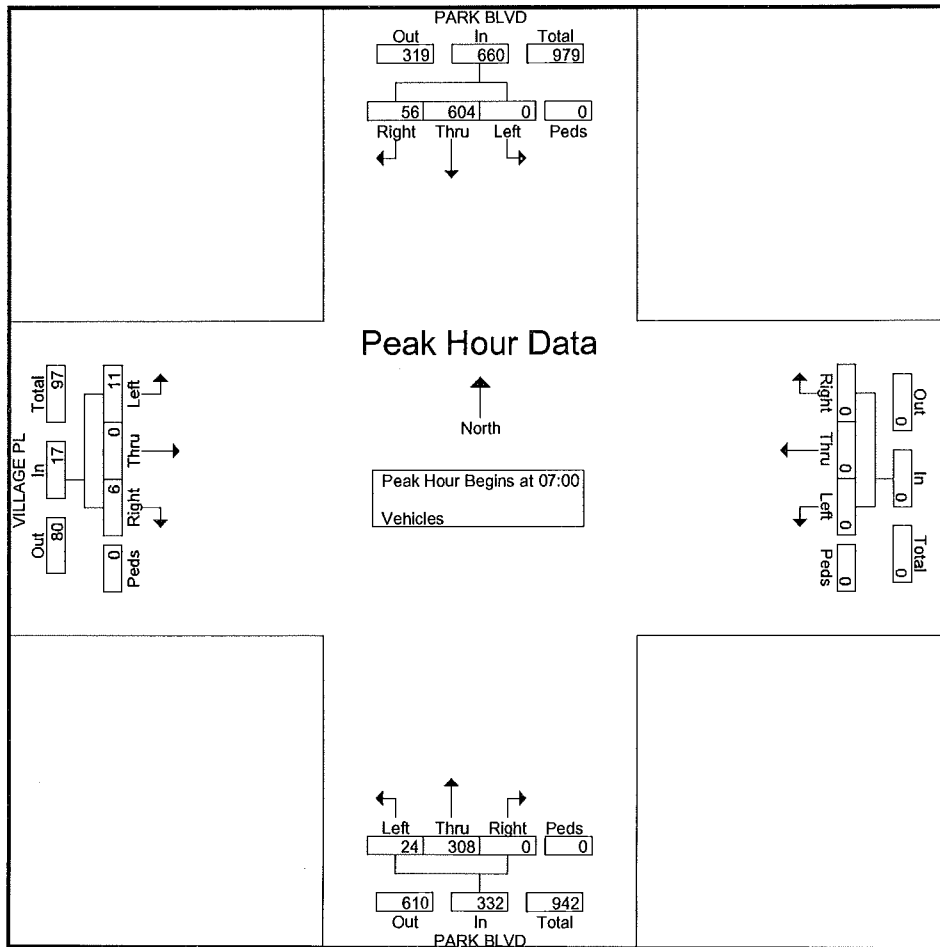 PARK BLVD
Out In Total
319 660 979
56 604 0 0
Right Thru Left Peds
Peak Hour Data
North
Peak Hour Begins at 07:00
Vehicles
VILLAGE PL
Out In Total
80 17 97
6 0 11
Peds Right Thru Left
0
Out In Total
0 0 0
0 0 0 0
Right Thru Left Peds
Left Thru Right Peds
24 308 0 0
610 332 942
Out In Total
PARK BLVD